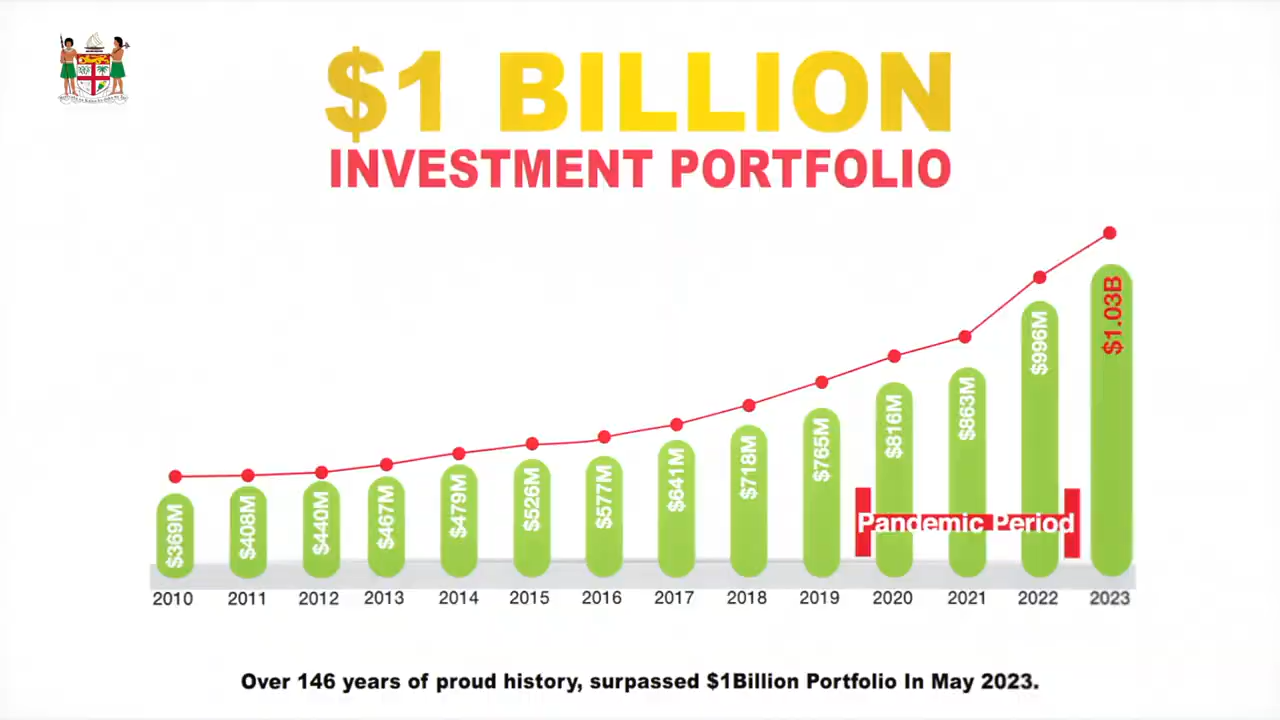 $1 BILLION
INVESTMENT PORTFOLIO
$369M
$408M
$440M
$467M
$479M
$526M
$577M
$641M
$718M
$765M
$816M
$863M
$996M
$1.03B
Pandemic Period
2010 2011 2012 2013 2014 2015 2016 2017 2018 2019 2020 2021 2022 2023
Over 146 years of proud history, surpassed $1Billion Portfolio In May 2023.